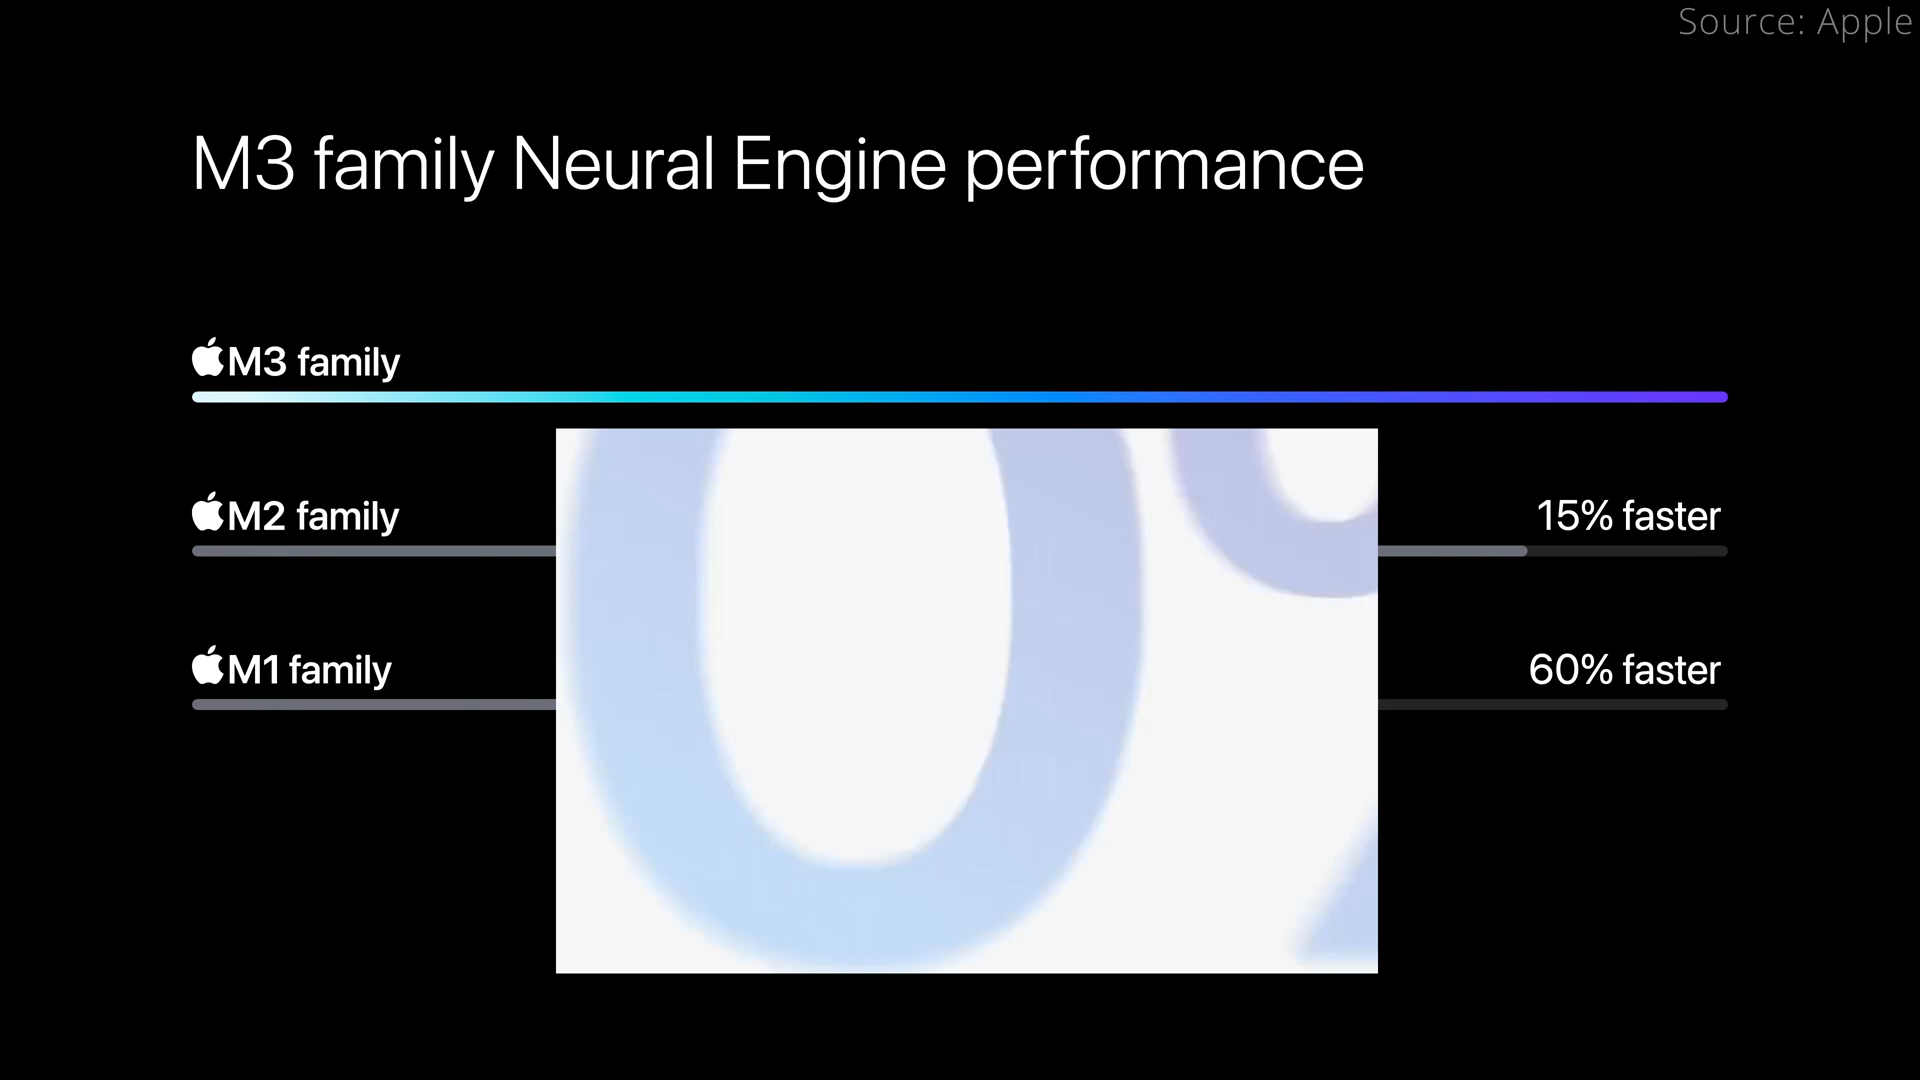 Source: Apple
M3 family Neural Engine performance
M3 family
M2 family
15% faster
M1 family
60% faster